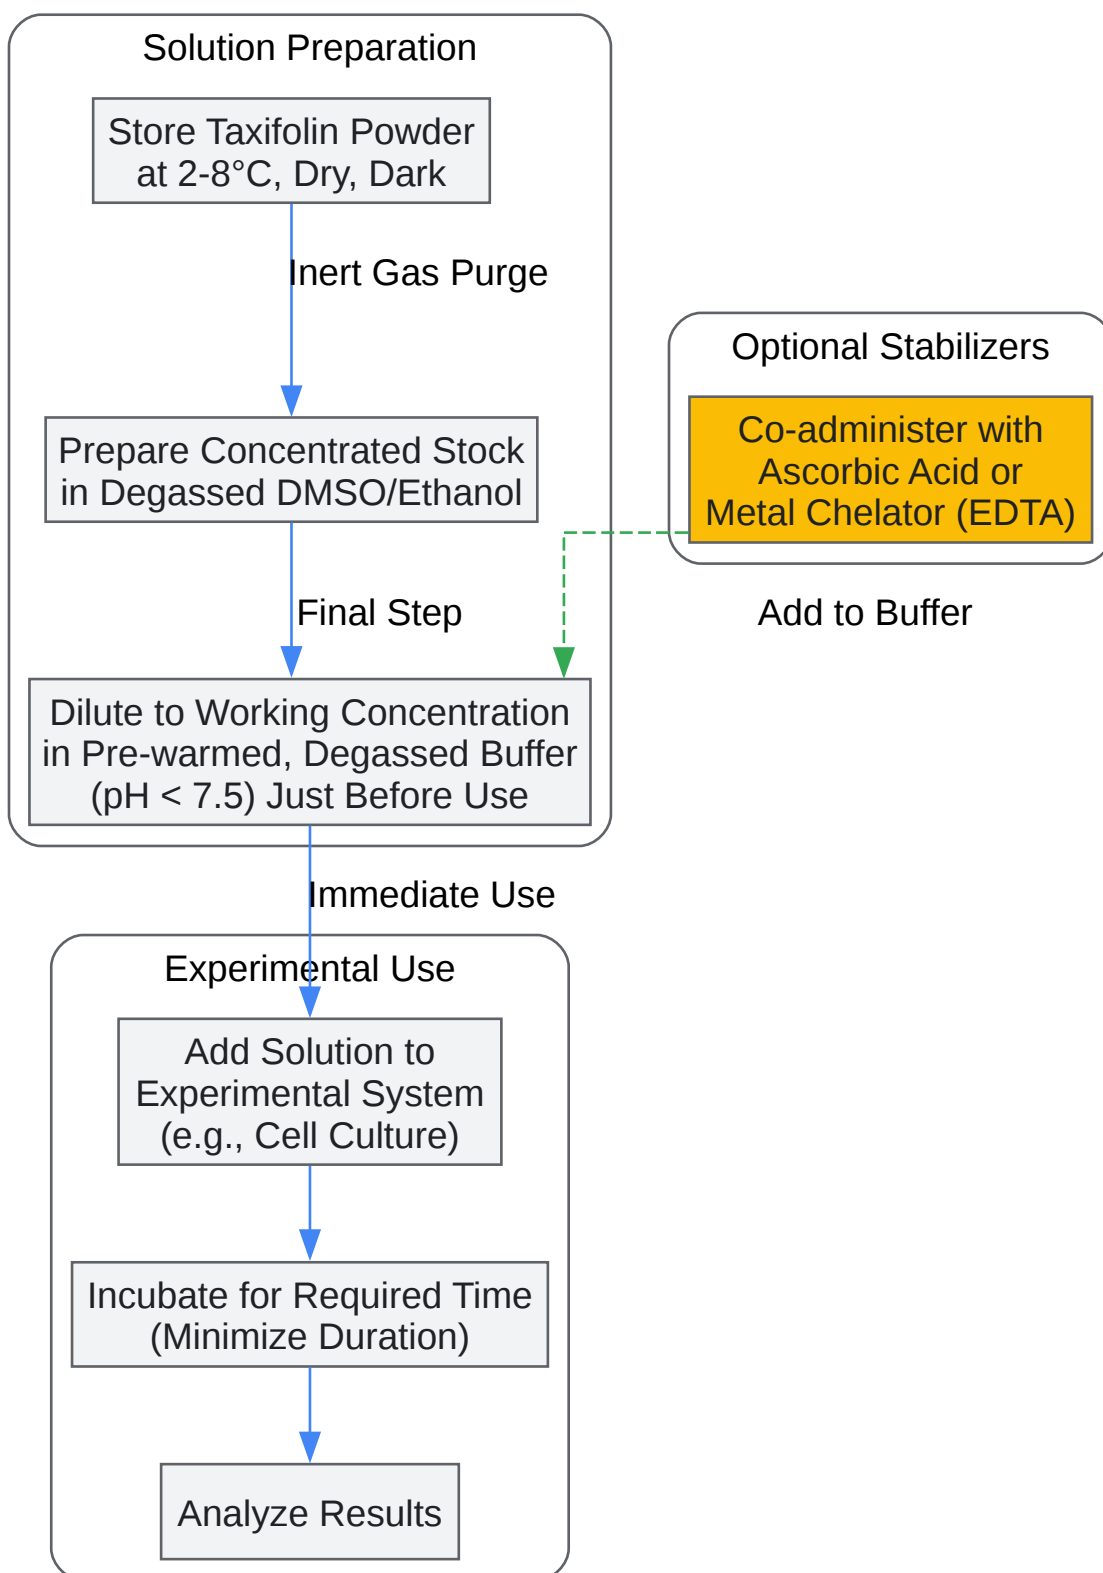 Solution Preparation
Store Taxifolin Powder
at 2-8°C, Dry, Dark
Inert Gas Purge
Prepare Concentrated Stock
in Degassed DMSO/Ethanol
Optional Stabilizers
Co-administer with
Ascorbic Acid or
Metal Chelator (EDTA)
Final Step
Add to Buffer
Dilute to Working Concentration
in Pre-warmed, Degassed Buffer
(pH < 7.5) Just Before Use
Immediate Use
Experimental Use
Add Solution to
Experimental System
(e.g., Cell Culture)
Incubate for Required Time
(Minimize Duration)
Analyze Results